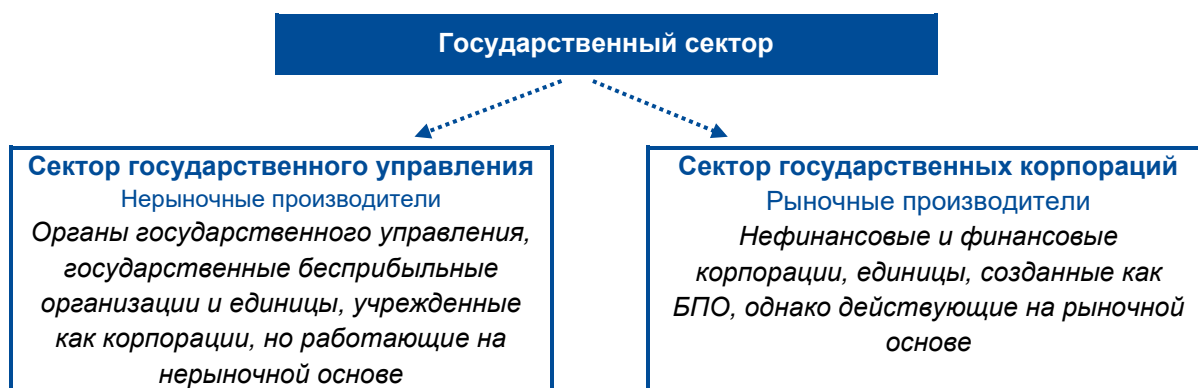 Государственный сектор
Сектор государственного управления
Нерыночные производители
Органы государственного управления,
государственные бесприбыльные
организации и единицы, учрежденные
как корпорации, но работающие на
нерыночной основе
Сектор государственных корпораций
Рыночные производители
Нефинансовые и финансовые
корпорации, единицы, созданные как
БПО, однако действующие на рыночной
основе